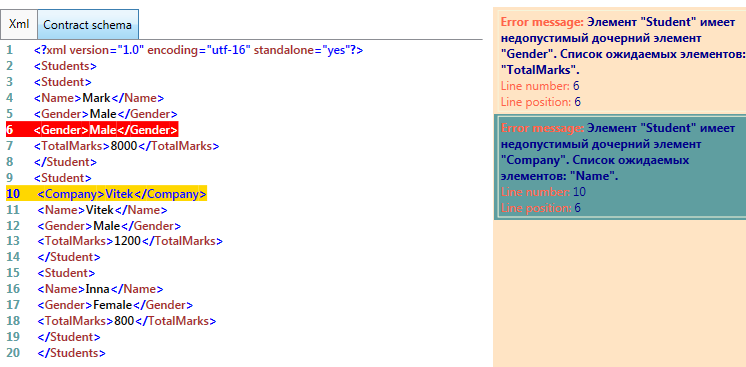 Xml Contract schema
1 <?xml version="1.0" encoding="utf-16" standalone="yes"?>
2 <Students>
3 <Student>
4 <Name>Mark</Name>
5 <Gender>Male</Gender>
6 <Gender>Male</Gender>
7 <TotalMarks>8000</TotalMarks>
8 </Student>
9 <Student>
10 <Company>Vitek</Company>
11 <Name>Vitek</Name>
12 <Gender>Male</Gender>
13 <TotalMarks>1200</TotalMarks>
14 </Student>
15 <Student>
16 <Name>Inna</Name>
17 <Gender>Female</Gender>
18 <TotalMarks>800</TotalMarks>
19 </Student>
20 </Students>
Error message: Элемент "Student" имеет
недопустимый дочерний элемент
"Gender". Список ожидаемых элементов:
"TotalMarks".
Line number: 6
Line position: 6
Error message: Элемент "Student" имеет
недопустимый дочерний элемент
"Company". Список ожидаемых
элементов: "Name".
Line number: 10
Line position: 6